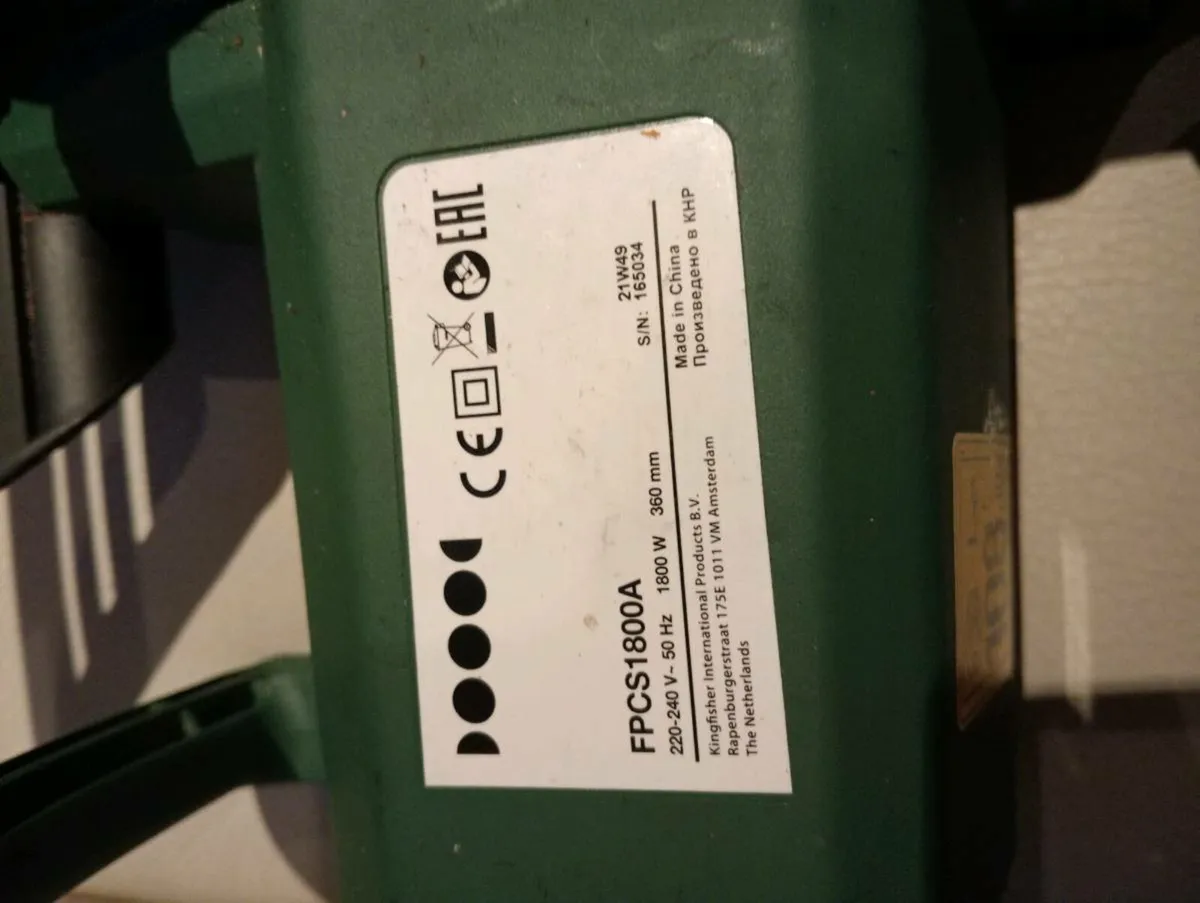 CE EAC
FPCS1800A
220-240 V~ 50 Hz 1800 W 360 mm
21W49
S/N: 165034
Kingfisher International Products B.V.
Rapenburgerstraat 175E 1011 VM Amsterdam
The Netherlands
Made in China
Произведено в КНР